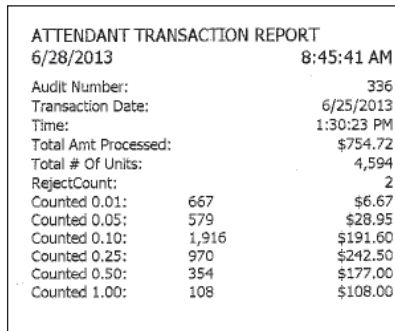 ATTENDANT TRANSACTION REPORT
6/28/2013 8:45:41 AM
Audit Number: 336
Transaction Date: 6/25/2013
Time: 1:30:23 PM
Total Amt Processed: $754.72
Total # Of Units: 4,594
RejectCount: 2
Counted 0.01: 667 $6.67
Counted 0.05: 579 $28.95
Counted 0.10: 1,916 $191.60
Counted 0.25: 970 $242.50
Counted 0.50: 354 $177.00
Counted 1.00: 108 $108.00